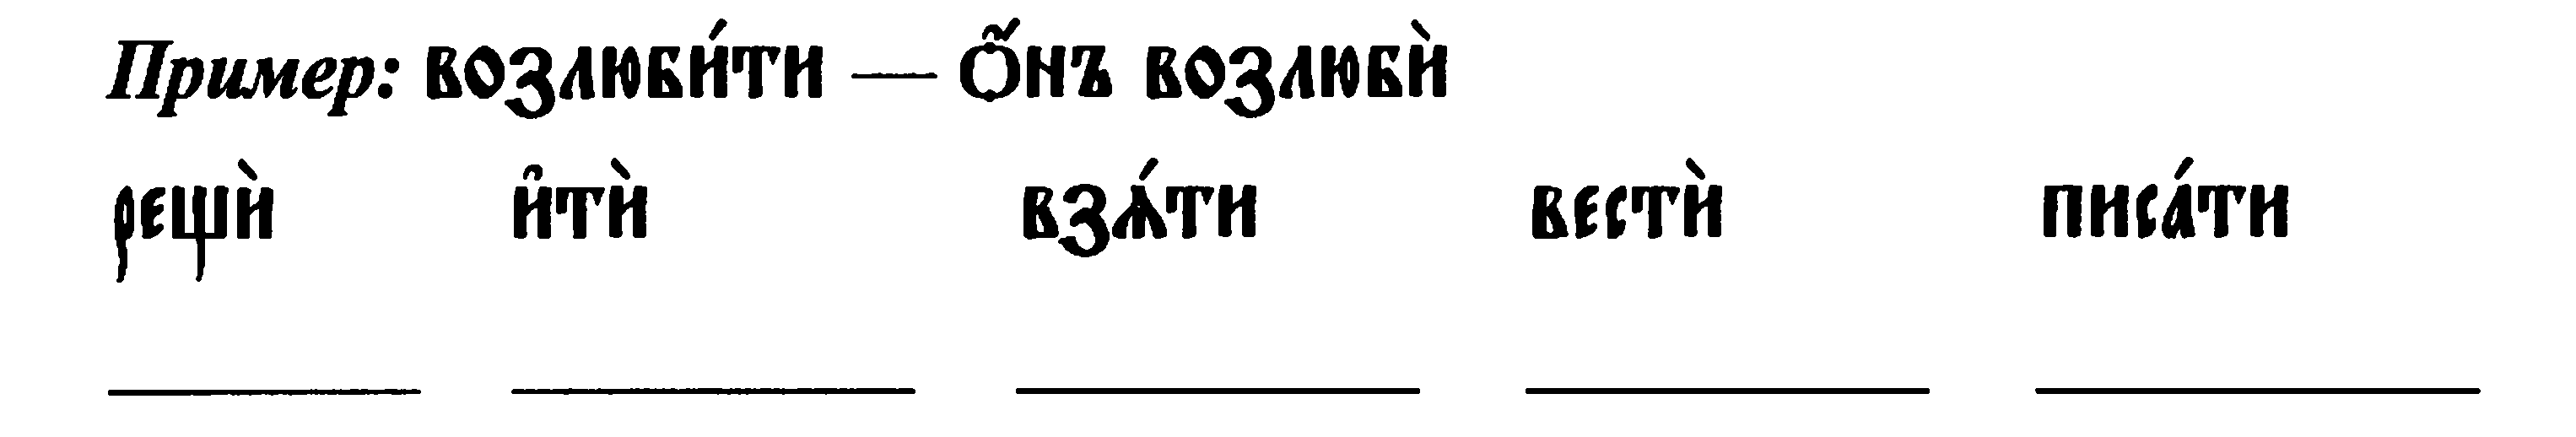 Пример: возлюби́ти — Ѻ҆́нъ возлюбѝ
рещѝ и҆тѝ взѧ́ти вестѝ писа́ти